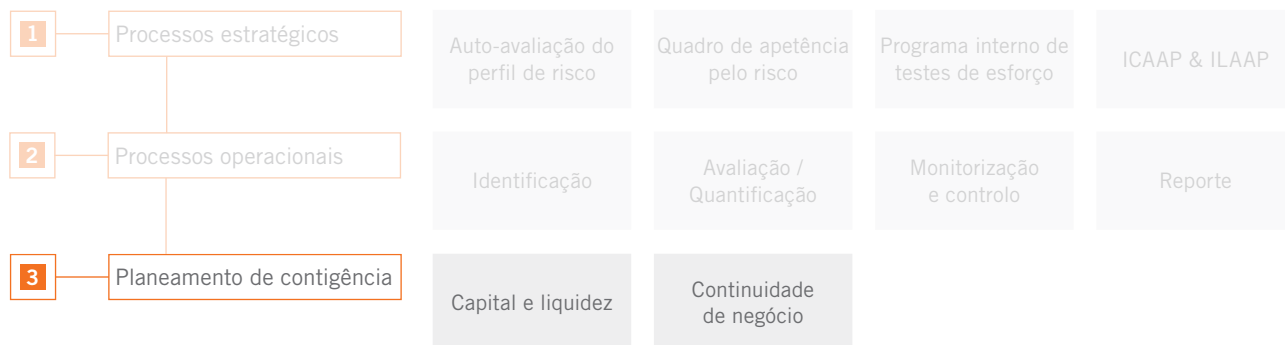 1
Processos estratégicos
Auto-avaliação do
perfil de risco
Quadro de apetência
pelo risco
Programa interno de
testes de esforço
ICAAP & ILAAP
2
Processos operacionais
Identificação
Avaliação /
Quantificação
Monitorização
e controlo
Reporte
3
Planeamento de contigência
Capital e liquidez
Continuidade
de negócio